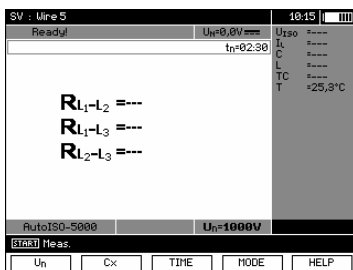 SV : Wire 5 10:15
Ready! UN=0,0V
tn=02:30
UISO =---
IL =---
C =---
L =---
TC =---
T =25,3°C
RL1-L2 =---
RL1-L3 =---
RL2-L3 =---
AutoISO-5000 Un=1000V
START Meas.
Un Cx TIME MODE HELP